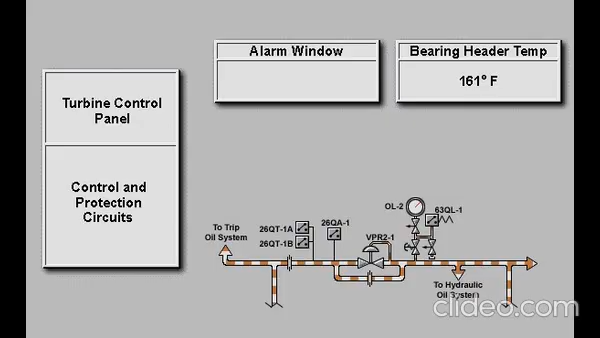 Alarm Window
Bearing Header Temp
161° F
Turbine Control
Panel
Control and
Protection
Circuits
OL-2
63QL-1
To Trip
Oil System
26QT-1A
26QT-1B
26QA-1
VPR2-1
To Hydraulic
Oil System
clideo.com